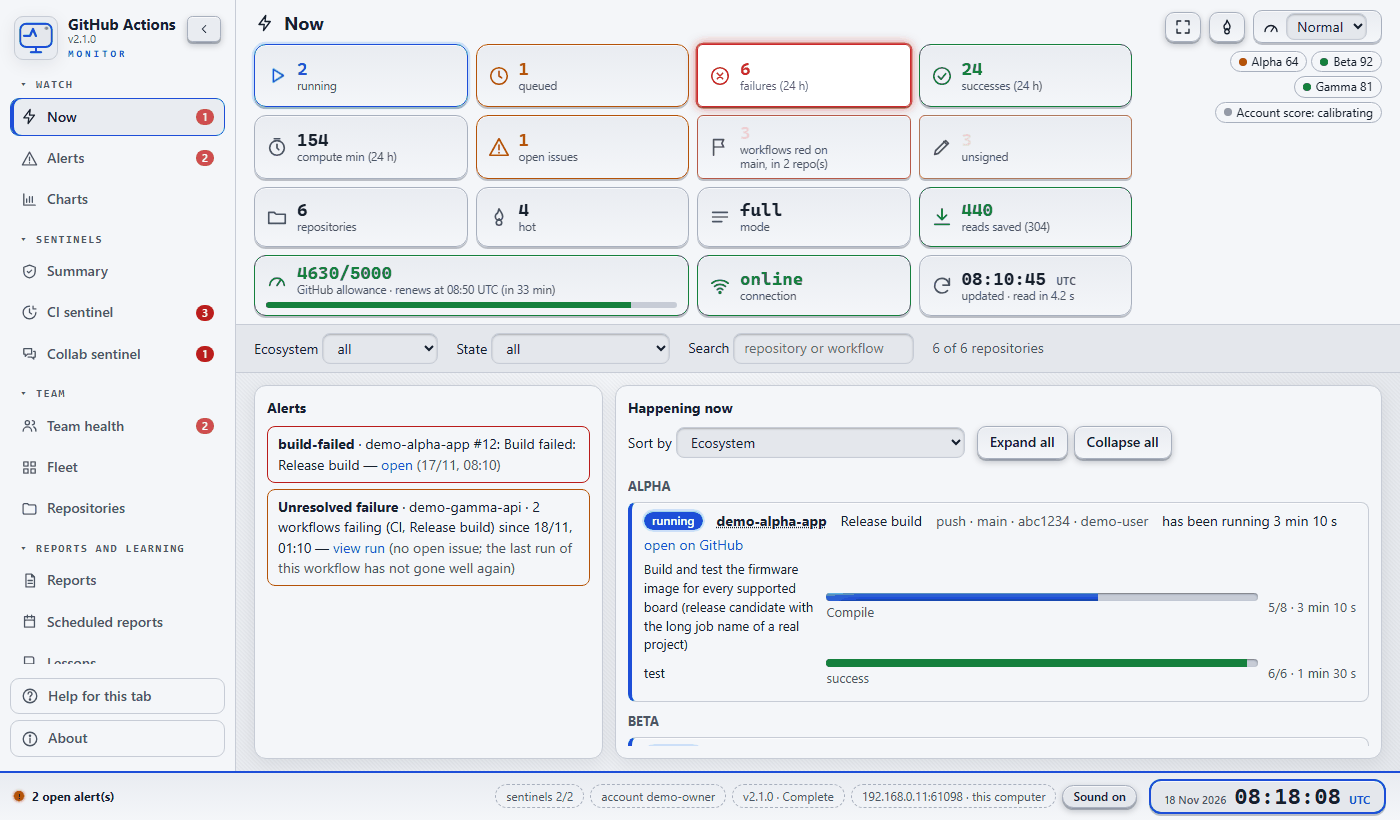 GitHub Actions
v2.1.0
MONITOR
WATCH
Now 1
Alerts 2
Charts
SENTINELS
Summary
CI sentinel 3
Collab sentinel 1
TEAM
Team health 2
Fleet
Repositories
REPORTS AND LEARNING
Reports
Scheduled reports
Lessons
Help for this tab
About
Now
Normal
Alpha 64
Beta 92
Gamma 81
Account score: calibrating
2
running
1
queued
6
failures (24 h)
24
successes (24 h)
154
compute min (24 h)
1
open issues
3
workflows red on
main, in 2 repo(s)
3
unsigned
6
repositories
4
hot
full
mode
440
reads saved (304)
4630/5000
GitHub allowance · renews at 08:50 UTC (in 33 min)
online
connection
08:10:45 UTC
updated · read in 4.2 s
Ecosystem all State all Search repository or workflow 6 of 6 repositories
Alerts
build-failed · demo-alpha-app #12: Build failed:
Release build — open (17/11, 08:10)
Unresolved failure · demo-gamma-api · 2
workflows failing (CI, Release build) since 18/11,
01:10 — view run (no open issue; the last run of
this workflow has not gone well again)
Happening now
Sort by Ecosystem Expand all Collapse all
ALPHA
running demo-alpha-app Release build push · main · abc1234 · demo-user has been running 3 min 10 s
open on GitHub
Build and test the firmware
image for every supported
board (release candidate with
the long job name of a real
project)
Compile
5/8 · 3 min 10 s
test
success
6/6 · 1 min 30 s
BETA
2 open alert(s)
sentinels 2/2
account demo-owner
v2.1.0 · Complete
192.168.0.11:61098 · this computer
Sound on
18 Nov 2026 08:18:08 UTC